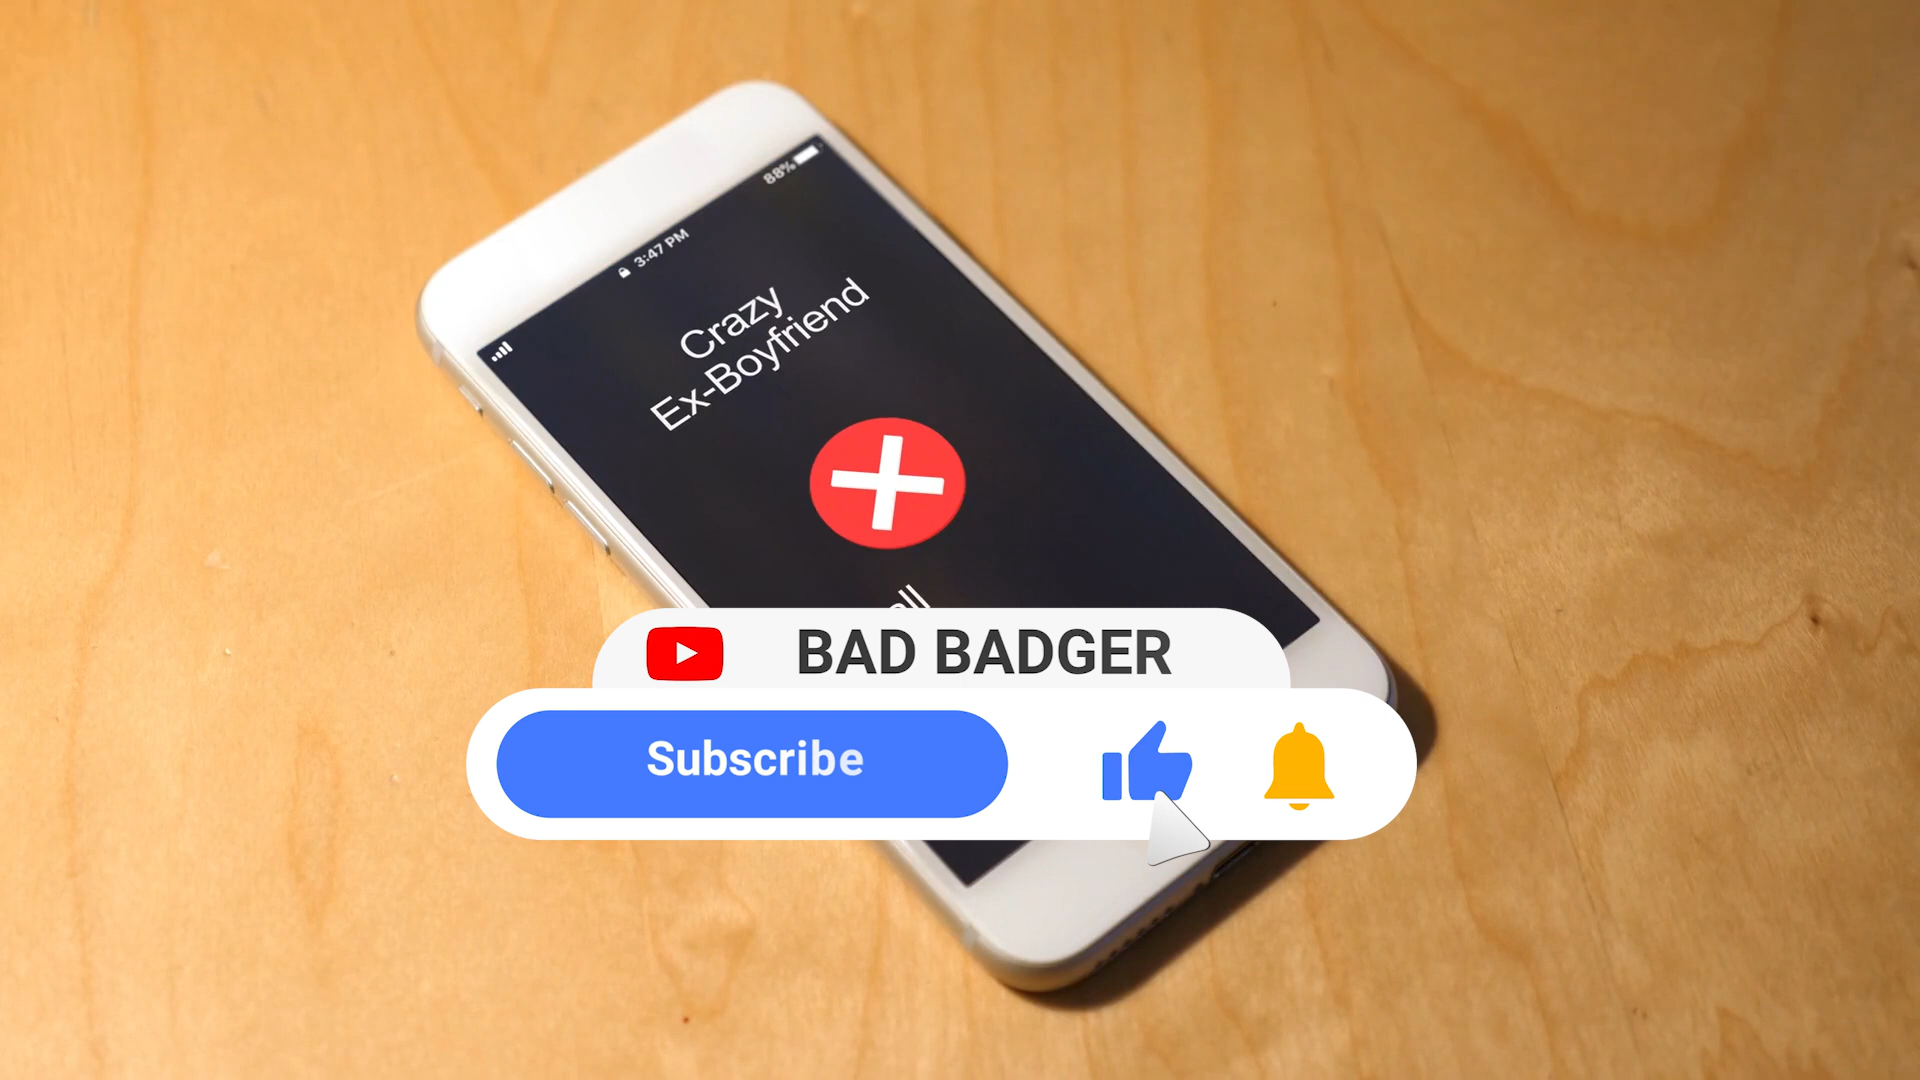 88%
3:47 PM
Crazy
Ex-Boyfriend
BAD BADGER
Subscribe